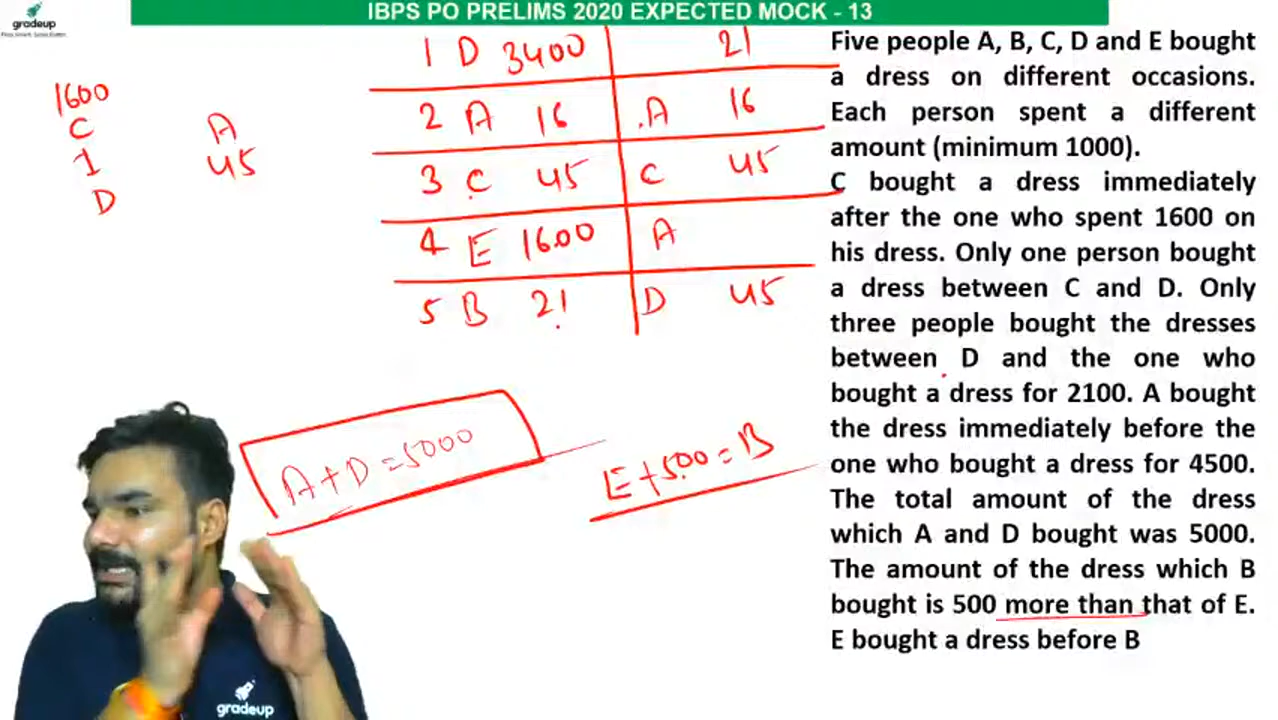 gradeup
IBPS PO PRELIMS 2020 EXPECTED MOCK - 13
1600
C A
1 45
D
1 D 3400 21
2 A 16 A 16
3 C 45 C 45
4 E 1600 A
5 B 21 D 45
A+D=5000
E+500=B
Five people A, B, C, D and E bought
a dress on different occasions.
Each person spent a different
amount (minimum 1000).
C bought a dress immediately
after the one who spent 1600 on
his dress. Only one person bought
a dress between C and D. Only
three people bought the dresses
between D and the one who
bought a dress for 2100. A bought
the dress immediately before the
one who bought a dress for 4500.
The total amount of the dress
which A and D bought was 5000.
The amount of the dress which B
bought is 500 more than that of E.
E bought a dress before B
gradeup